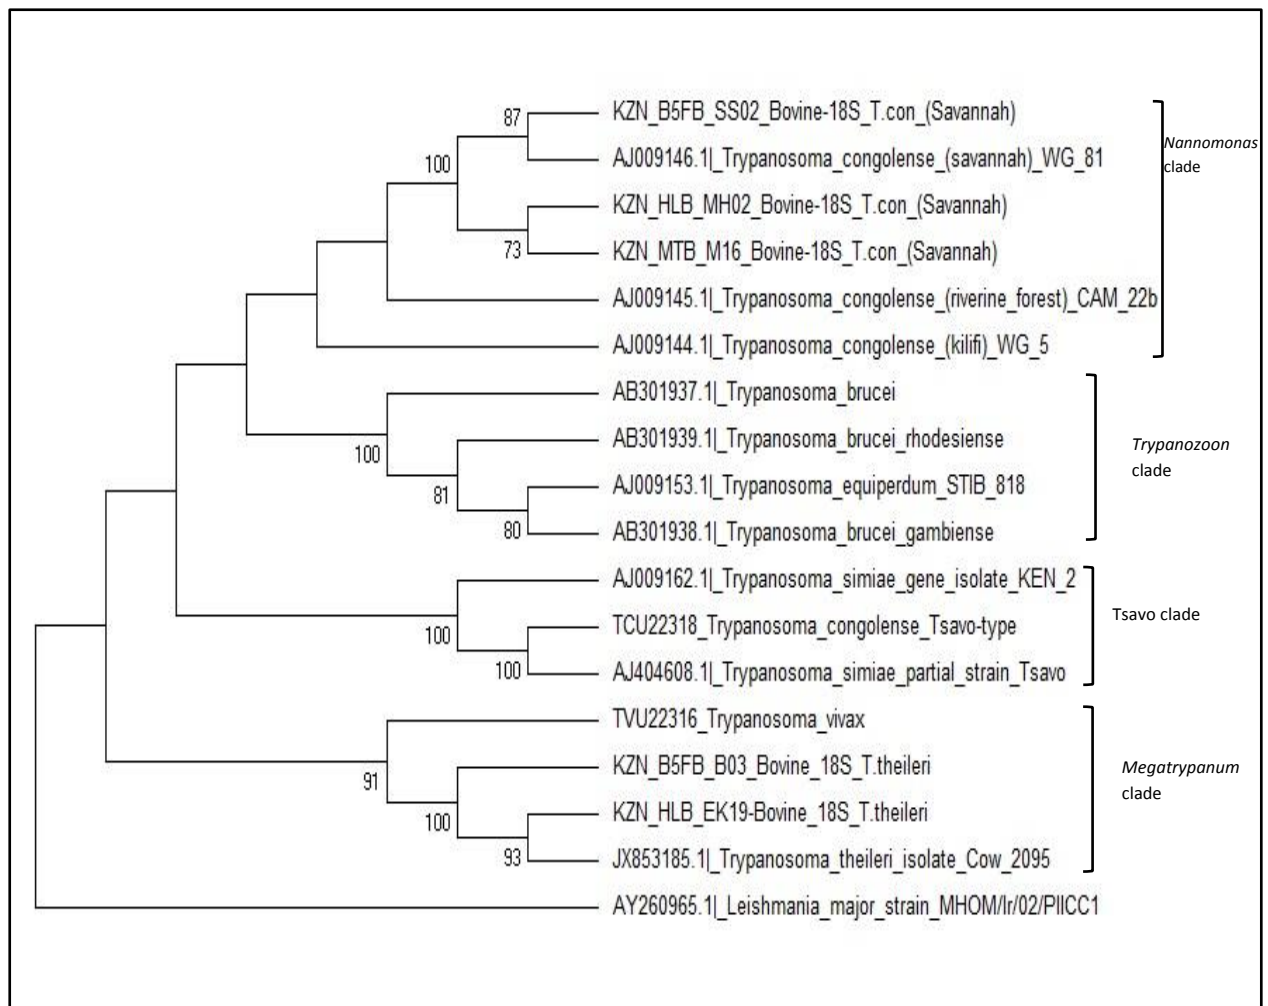 87
KZN_B5FB_SS02_Bovine-18S_T.con_(Savannah)
100
AJ009146.1|_Trypanosoma_congolense_(savannah)_WG_81
Nannomonas
clade
KZN_HLB_MH02_Bovine-18S_T.con_(Savannah)
73
KZN_MTB_M16_Bovine-18S_T.con_(Savannah)
AJ009145.1|_Trypanosoma_congolense_(riverine_forest)_CAM_22b
AJ009144.1|_Trypanosoma_congolense_(kilifi)_WG_5
AB301937.1|_Trypanosoma_brucei
100
AB301939.1|_Trypanosoma_brucei_rhodesiense
Trypanozoon
clade
81
AJ009153.1|_Trypanosoma_equiperdum_STIB_818
80
AB301938.1|_Trypanosoma_brucei_gambiense
AJ009162.1|_Trypanosoma_simiae_gene_isolate_KEN_2
100
TCU22318_Trypanosoma_congolense_Tsavo-type
Tsavo clade
100
AJ404608.1|_Trypanosoma_simiae_partial_strain_Tsavo
TVU22316_Trypanosoma_vivax
91
KZN_B5FB_B03_Bovine_18S_T.theileri
Megatrypanum
clade
100
KZN_HLB_EK19-Bovine_18S_T.theileri
93
JX853185.1|_Trypanosoma_theileri_isolate_Cow_2095
AY260965.1|_Leishmania_major_strain_MHOM/Ir/02/PIICC1